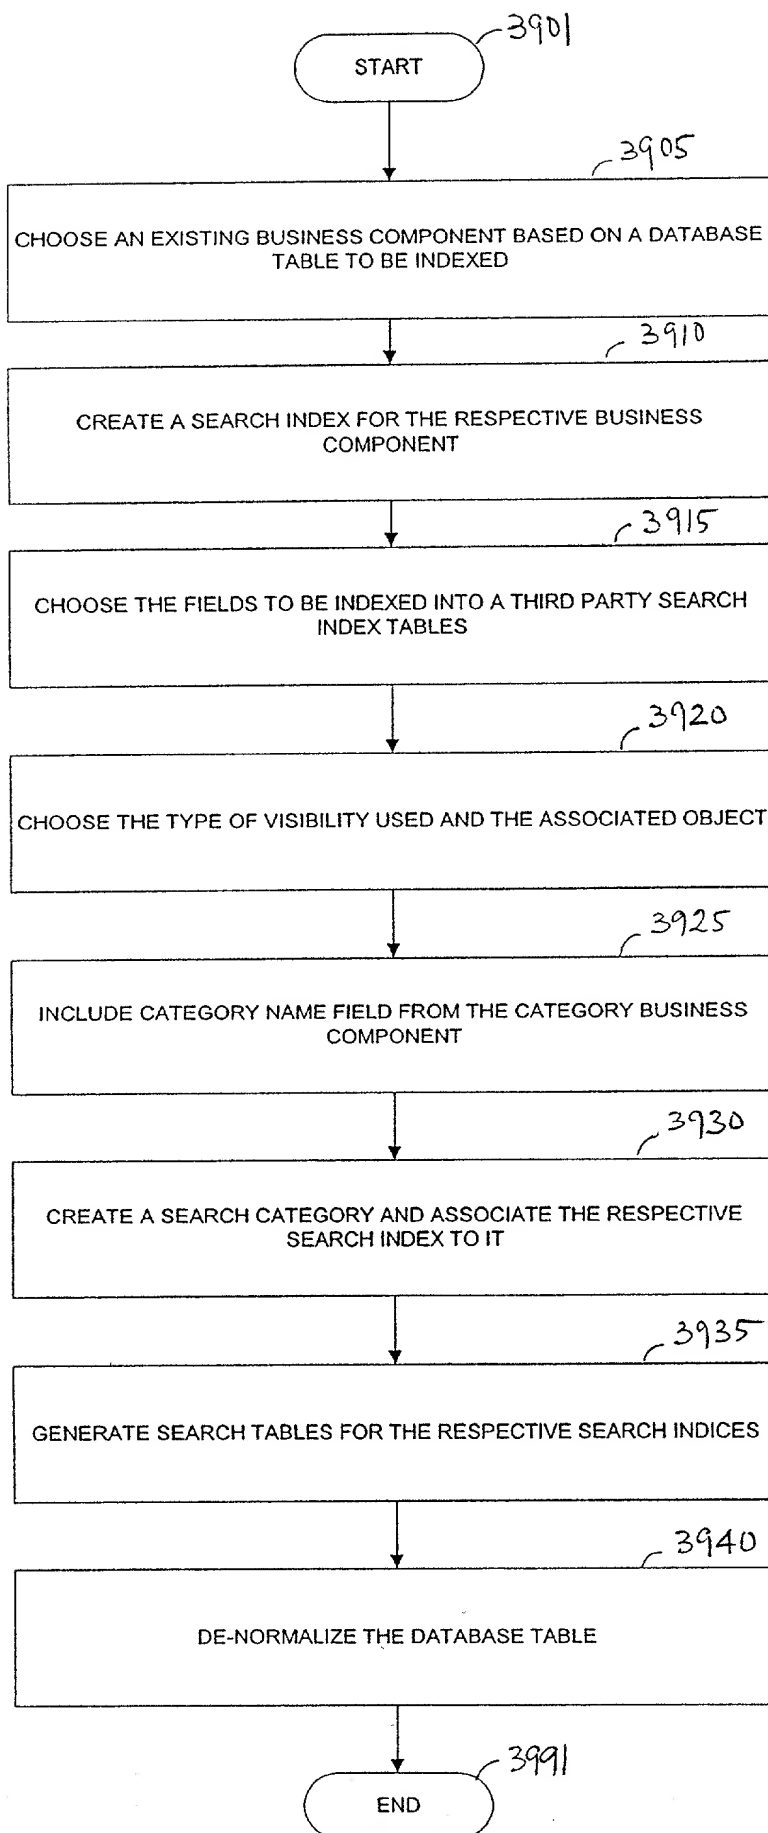 3901
START
3905
CHOOSE AN EXISTING BUSINESS COMPONENT BASED ON A DATABASE
TABLE TO BE INDEXED
3910
CREATE A SEARCH INDEX FOR THE RESPECTIVE BUSINESS
COMPONENT
3915
CHOOSE THE FIELDS TO BE INDEXED INTO A THIRD PARTY SEARCH
INDEX TABLES
3920
CHOOSE THE TYPE OF VISIBILITY USED AND THE ASSOCIATED OBJECT
3925
INCLUDE CATEGORY NAME FIELD FROM THE CATEGORY BUSINESS
COMPONENT
3930
CREATE A SEARCH CATEGORY AND ASSOCIATE THE RESPECTIVE
SEARCH INDEX TO IT
3935
GENERATE SEARCH TABLES FOR THE RESPECTIVE SEARCH INDICES
3940
DE-NORMALIZE THE DATABASE TABLE
3991
END